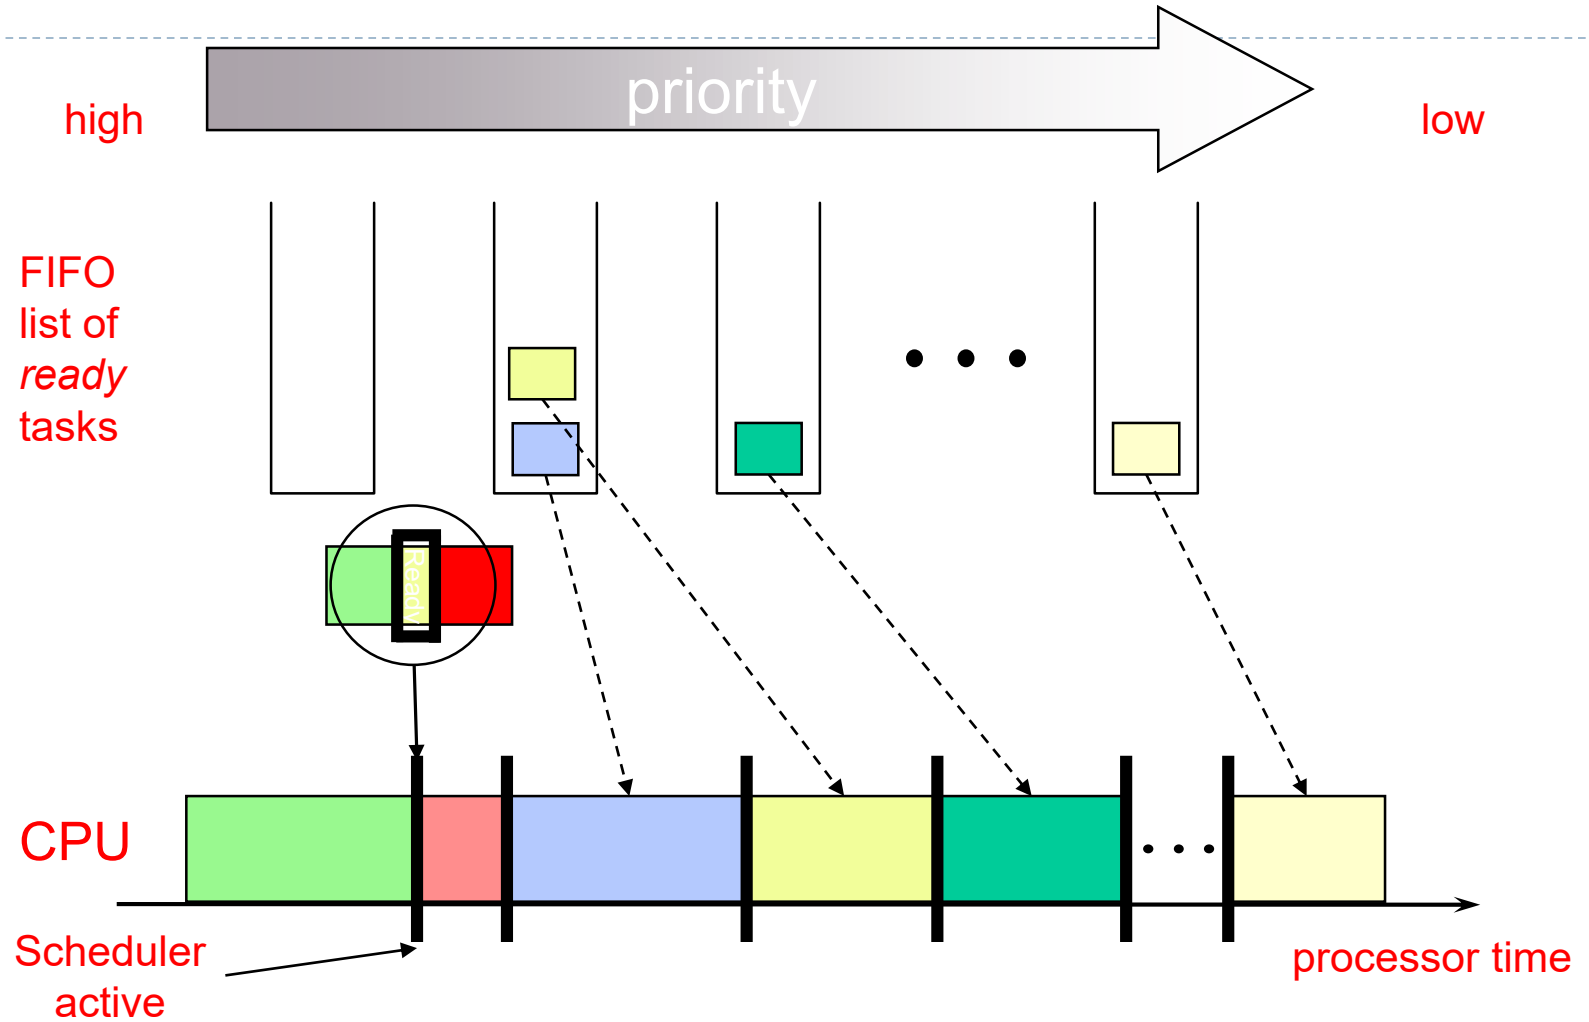 priority
high
low
FIFO
list of
ready
tasks
Ready
CPU
Scheduler
active
processor time